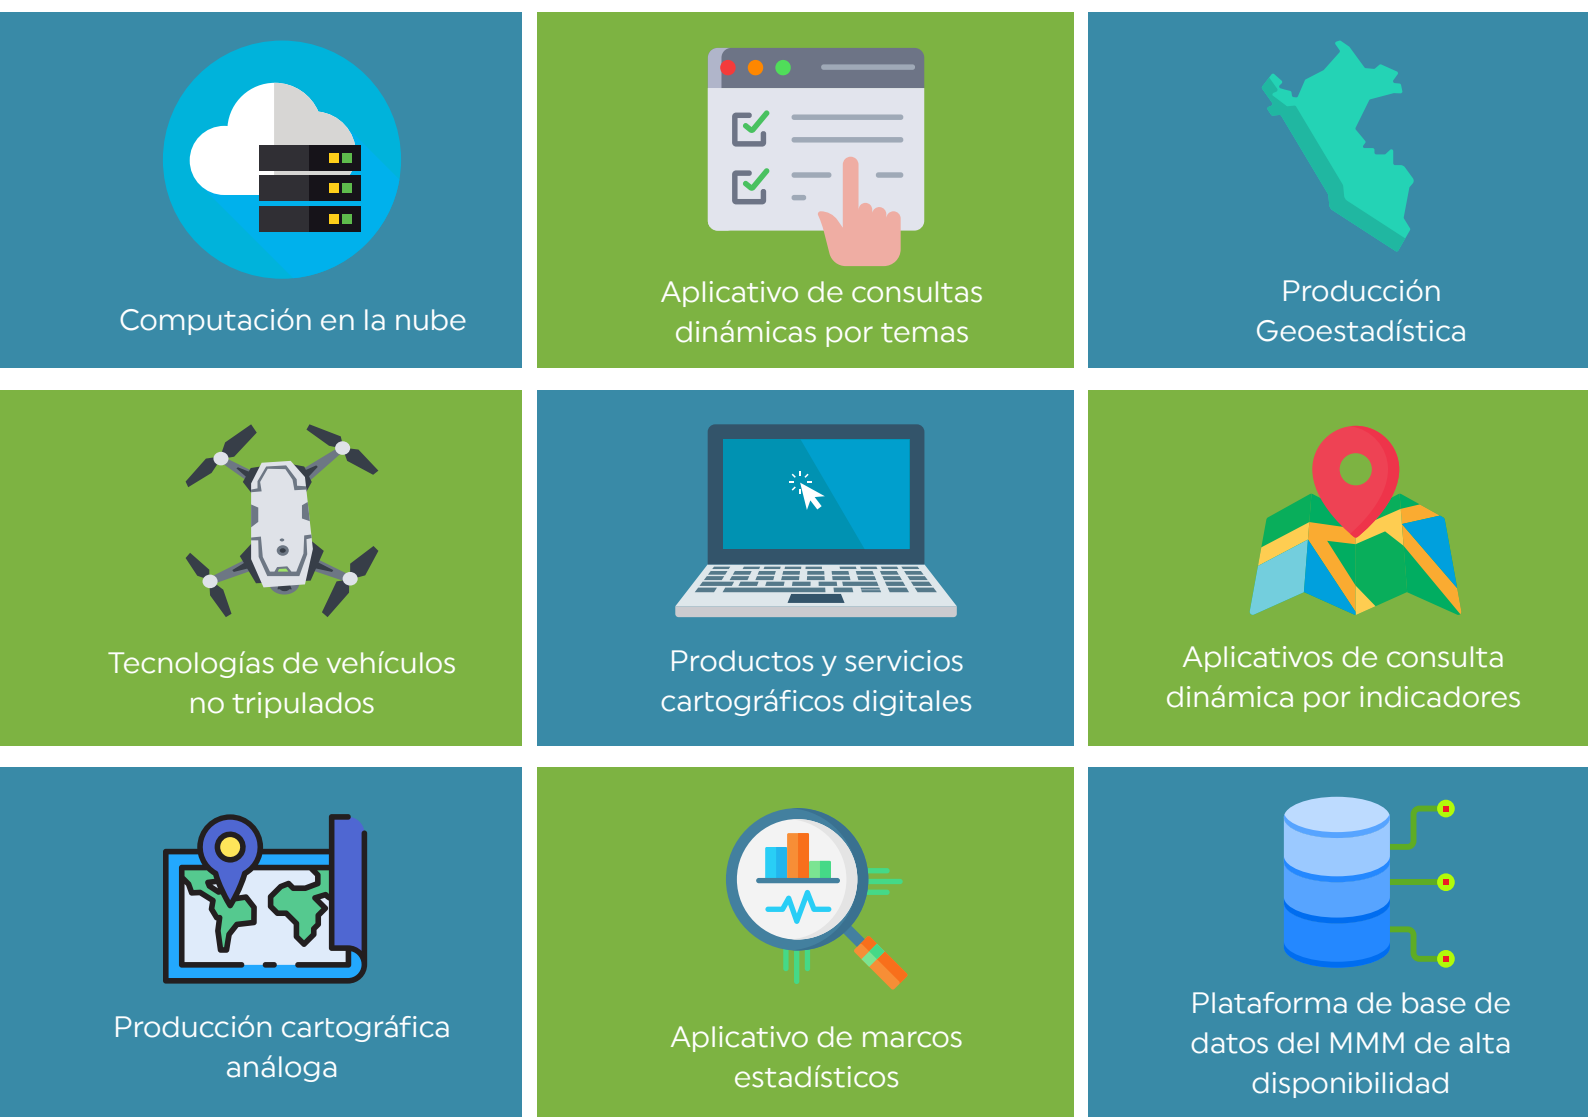 Computación en la nube
Aplicativo de consultas
dinámicas por temas
Producción
Geoestadística
Tecnologías de vehículos
no tripulados
Productos y servicios
cartográficos digitales
Aplicativos de consulta
dinámica por indicadores
Producción cartográfica
análoga
Aplicativo de marcos
estadísticos
Plataforma de base de
datos del MMM de alta
disponibilidad